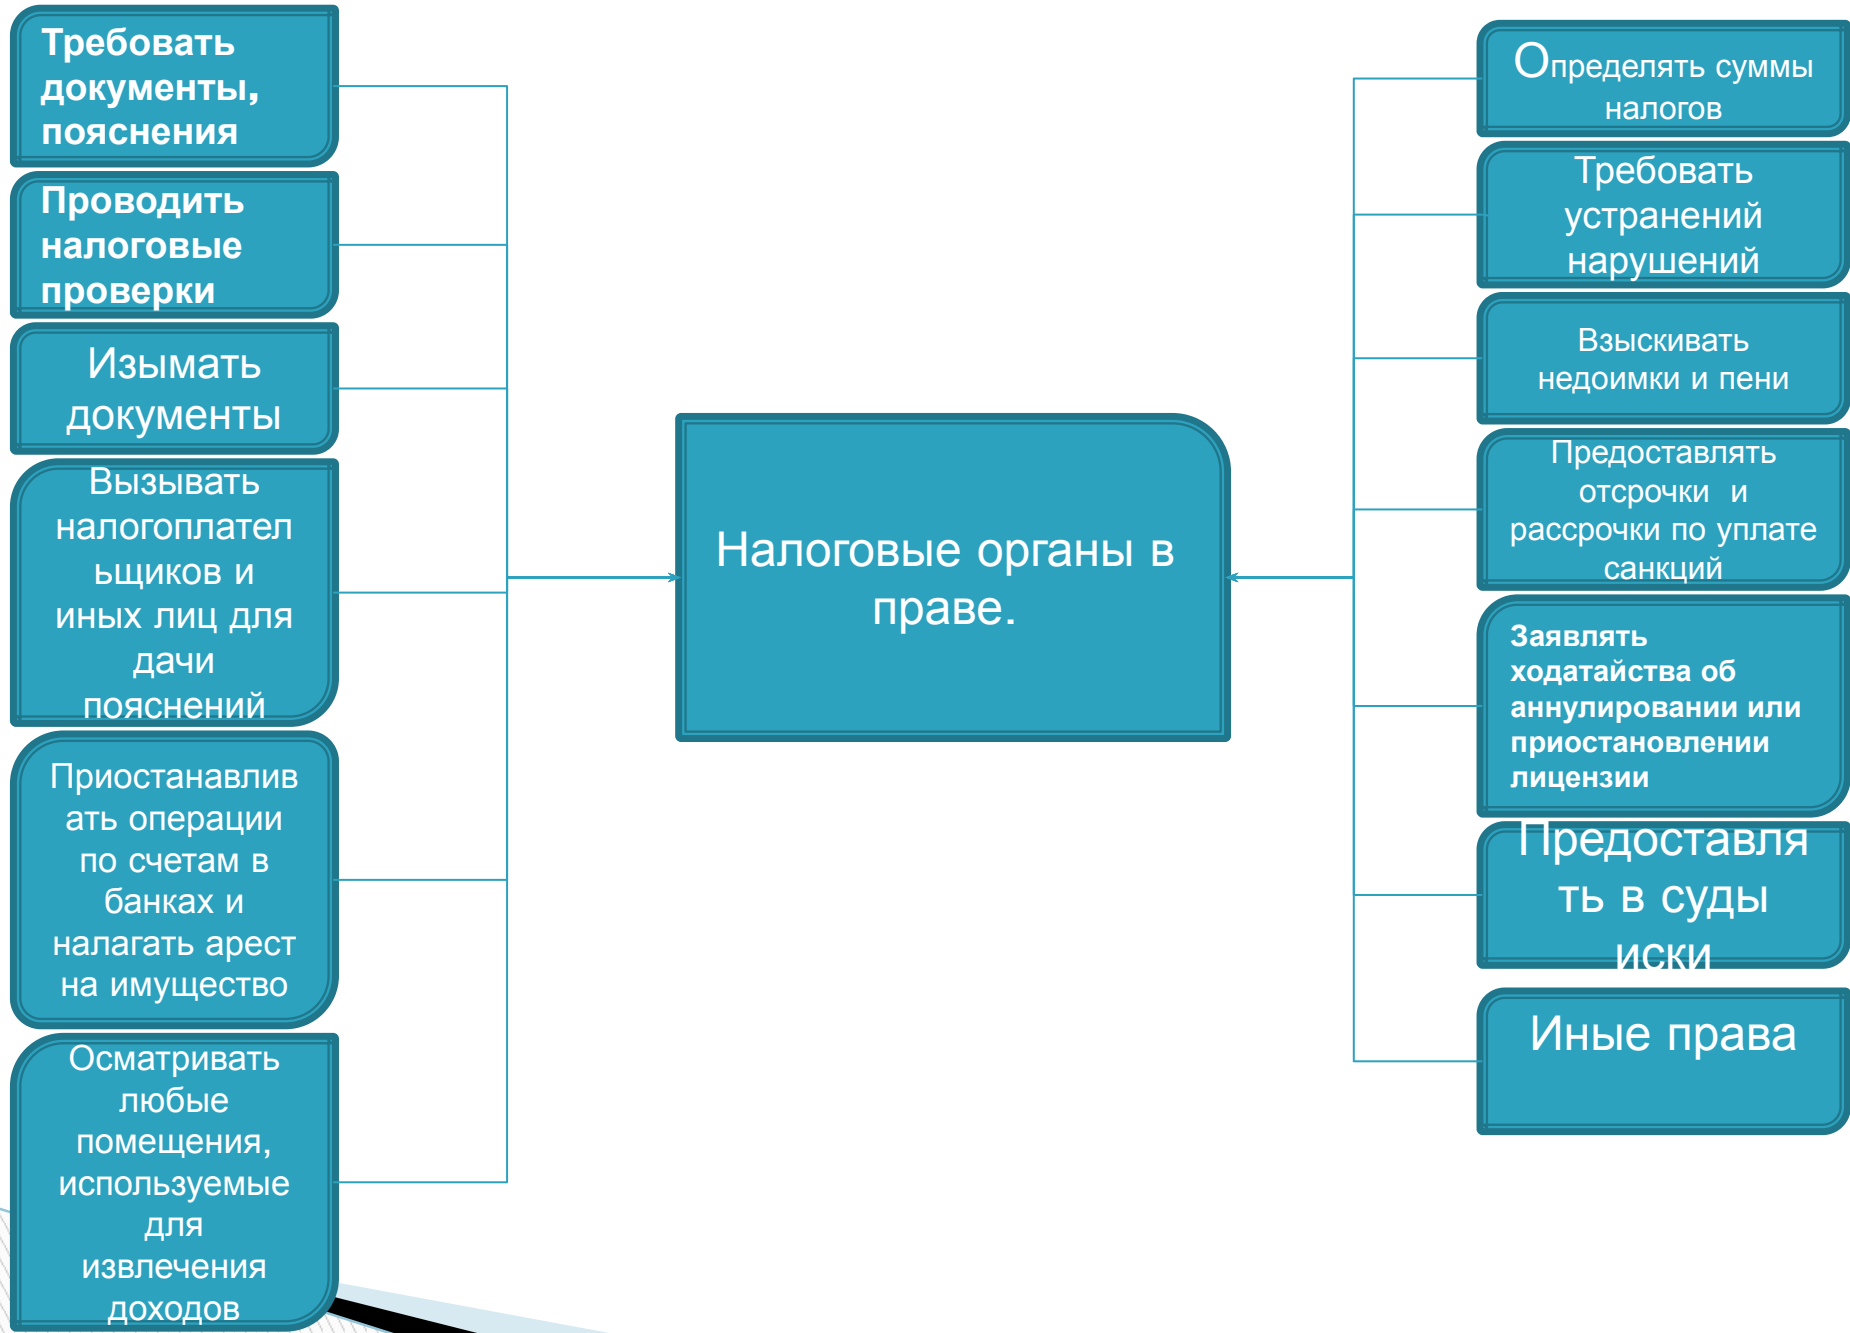 Требовать
документы,
пояснения
Проводить
налоговые
проверки
Изымать
документы
Вызывать
налогоплател
ьщиков и
иных лиц для
дачи
пояснений
Приостанавлив
ать операции
по счетам в
банках и
налагать арест
на имущество
Осматривать
любые
помещения,
используемые
для
извлечения
доходов
Налоговые органы в
праве.
Определять суммы
налогов
Требовать
устранений
нарушений
Взыскивать
недоимки и пени
Предоставлять
отсрочки и
рассрочки по уплате
санкций
Заявлять
ходатайства об
аннулировании или
приостановлении
лицензии
Предоставля
ть в суды
иски
Иные права